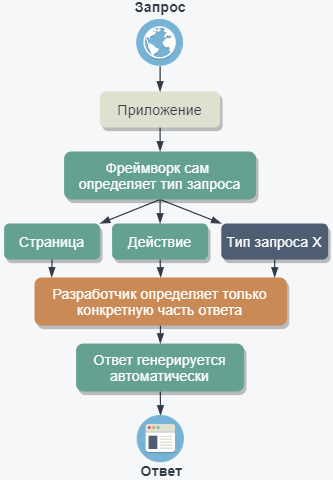 Запрос
Приложение
Фреймворк сам
определяет тип запроса
Страница
Действие
Тип запроса X
Разработчик определяет только
конкретную часть ответа
Ответ генерируется
автоматически
Ответ